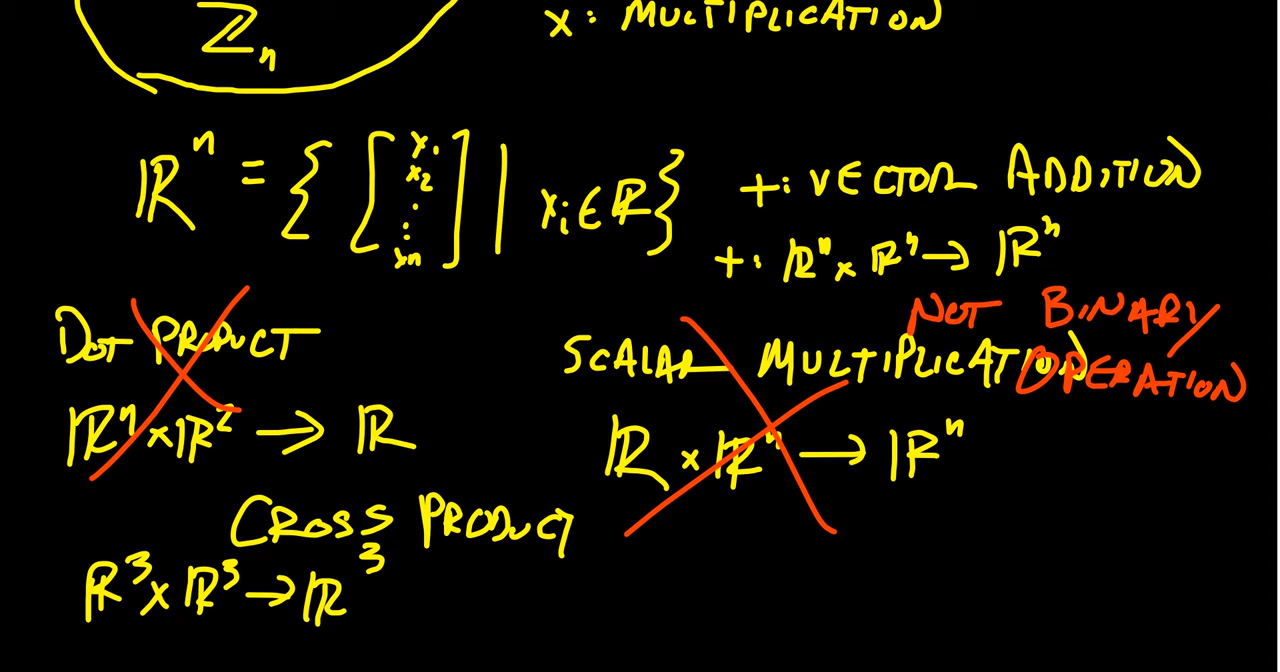 ℤₙ
x: MULTIPLICATION
ℝⁿ = { [x₁ x₂ ⋮ xₙ] | xᵢ ∈ ℝ }
+: VECTOR ADDITION
+: ℝⁿ × ℝⁿ → ℝⁿ
NOT BINARY OPERATION
DOT PRODUCT
ℝⁿ × ℝ² → ℝ
SCALAR MULTIPLICATION
ℝ × ℝⁿ → ℝⁿ
CROSS PRODUCT
ℝ³ × ℝ³ → ℝ³